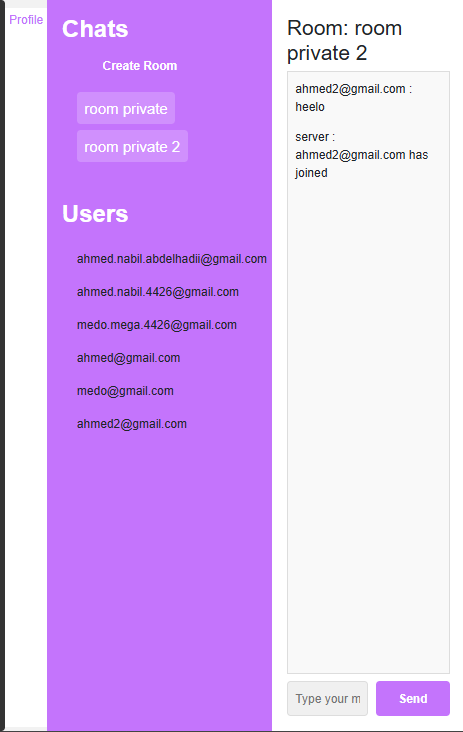 Profile
Chats
Create Room
room private
room private 2
Users
ahmed.nabil.abdelhadii@gmail.com
ahmed.nabil.4426@gmail.com
medo.mega.4426@gmail.com
ahmed@gmail.com
medo@gmail.com
ahmed2@gmail.com
Room: room
private 2
ahmed2@gmail.com :
heelo
server :
ahmed2@gmail.com has
joined
Type your m
Send